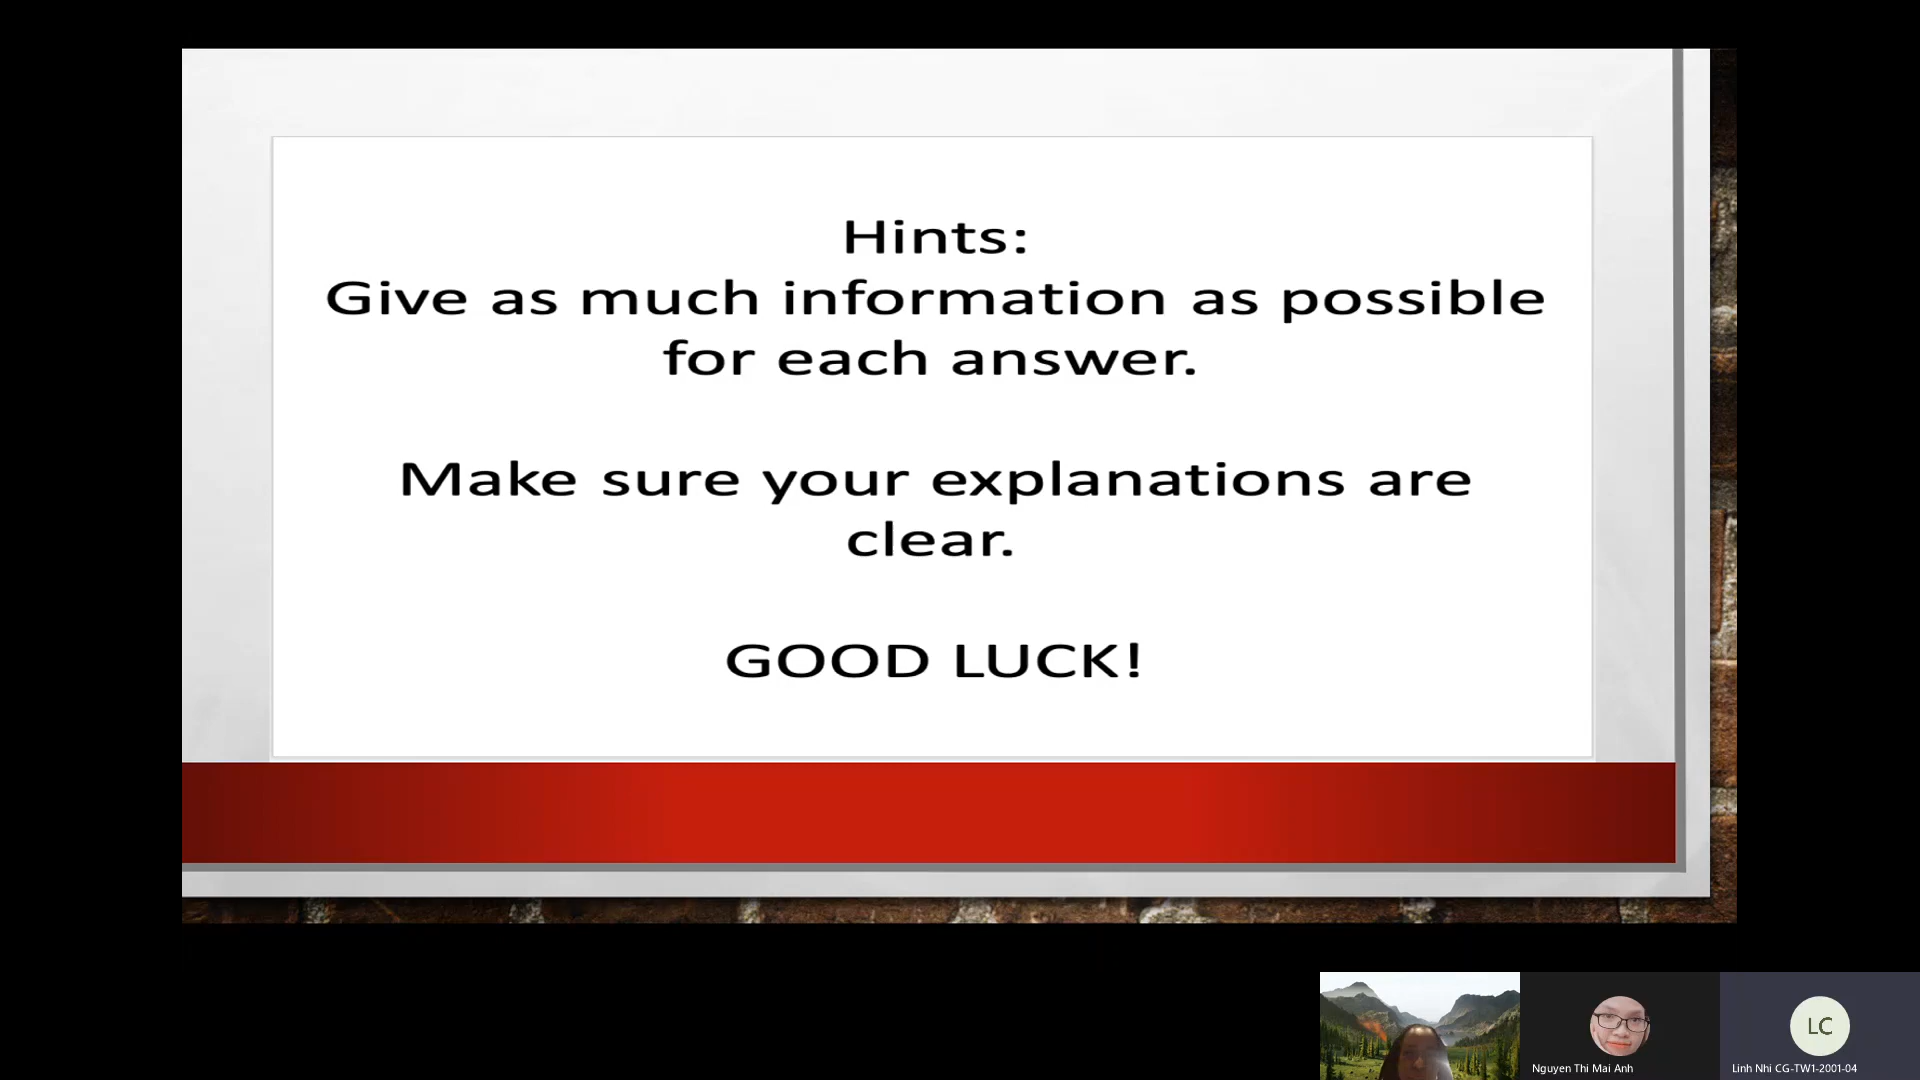 Hints:
Give as much information as possible
for each answer.
Make sure your explanations are
clear.
GOOD LUCK!
LC
Nguyen Thi Mai Anh
Linh Nhi CG-TW1-2001-04